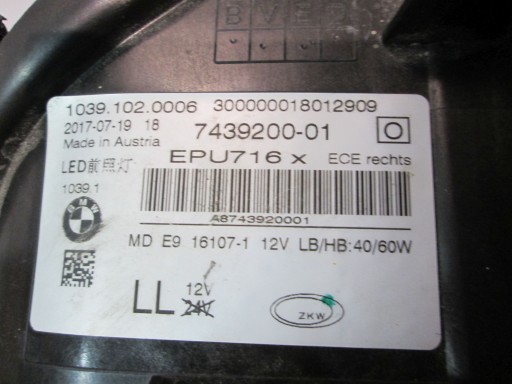 B V E D
1039.102.0006 300000018012909
2017-07-19 18 7439200-01
Made in Austria
EPU716 x ECE rechts
LED前照灯
1039.1
BMW
A8743920001
MD E9 16107-1 12V LB/HB:40/60W
LL 12V
24V
ZKW